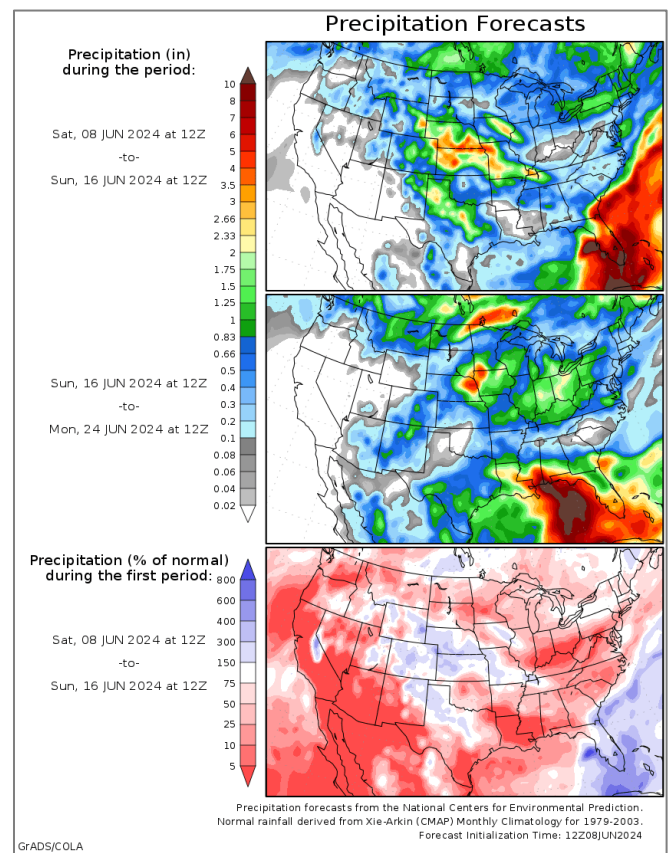 Precipitation Forecasts
Precipitation (in)
during the period:
Sat, 08 JUN 2024 at 12Z
-to-
Sun, 16 JUN 2024 at 12Z
10
8
7
6
5
4
3.5
3
2.66
2.33
2
1.75
1.5
1.25
1
0.83
0.66
0.5
0.4
0.3
0.2
0.1
0.08
0.06
0.04
0.02
Sun, 16 JUN 2024 at 12Z
-to-
Mon, 24 JUN 2024 at 12Z
Precipitation (% of normal)
during the first period:
Sat, 08 JUN 2024 at 12Z
-to-
Sun, 16 JUN 2024 at 12Z
800
600
400
300
150
75
50
25
10
5
Precipitation forecasts from the National Centers for Environmental Prediction.
Normal rainfall derived from Xie-Arkin (CMAP) Monthly Climatology for 1979-2003.
Forecast Initialization Time: 12Z08JUN2024
GrADS/COLA